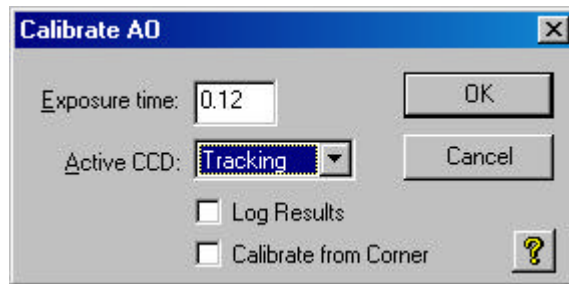 Calibrate AO
Exposure time: 0.12 OK
Active CCD: Tracking Cancel
Log Results
Calibrate from Corner ?